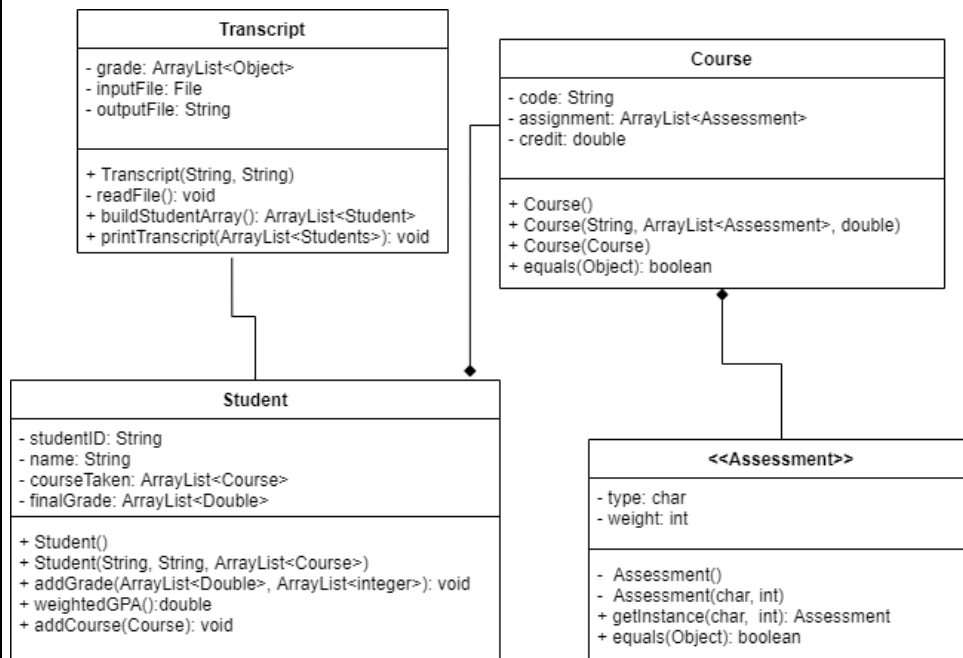 Transcript
- grade: ArrayList<Object>
- inputFile: File
- outputFile: String
+ Transcript(String, String)
- readFile(): void
+ buildStudentArray(): ArrayList<Student>
+ printTranscript(ArrayList<Students>): void
Course
- code: String
- assignment: ArrayList<Assessment>
- credit: double
+ Course()
+ Course(String, ArrayList<Assessment>, double)
+ Course(Course)
+ equals(Object): boolean
Student
- studentID: String
- name: String
- courseTaken: ArrayList<Course>
- finalGrade: ArrayList<Double>
+ Student()
+ Student(String, String, ArrayList<Course>)
+ addGrade(ArrayList<Double>, ArrayList<integer>): void
+ weightedGPA():double
+ addCourse(Course): void
<<Assessment>>
- type: char
- weight: int
- Assessment()
- Assessment(char, int)
+ getInstance(char, int): Assessment
+ equals(Object): boolean